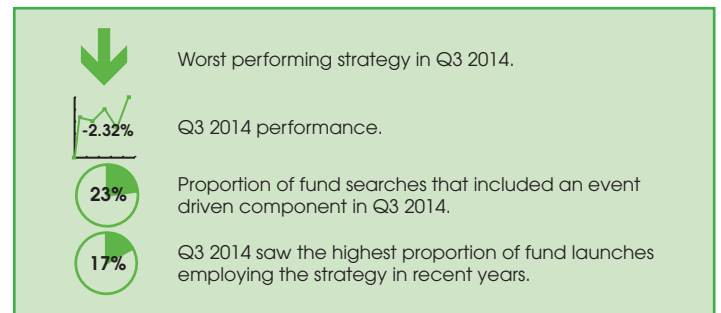 Worst performing strategy in Q3 2014.
-2.32%
Q3 2014 performance.
23%
Proportion of fund searches that included an event
driven component in Q3 2014.
17%
Q3 2014 saw the highest proportion of fund launches
employing the strategy in recent years.